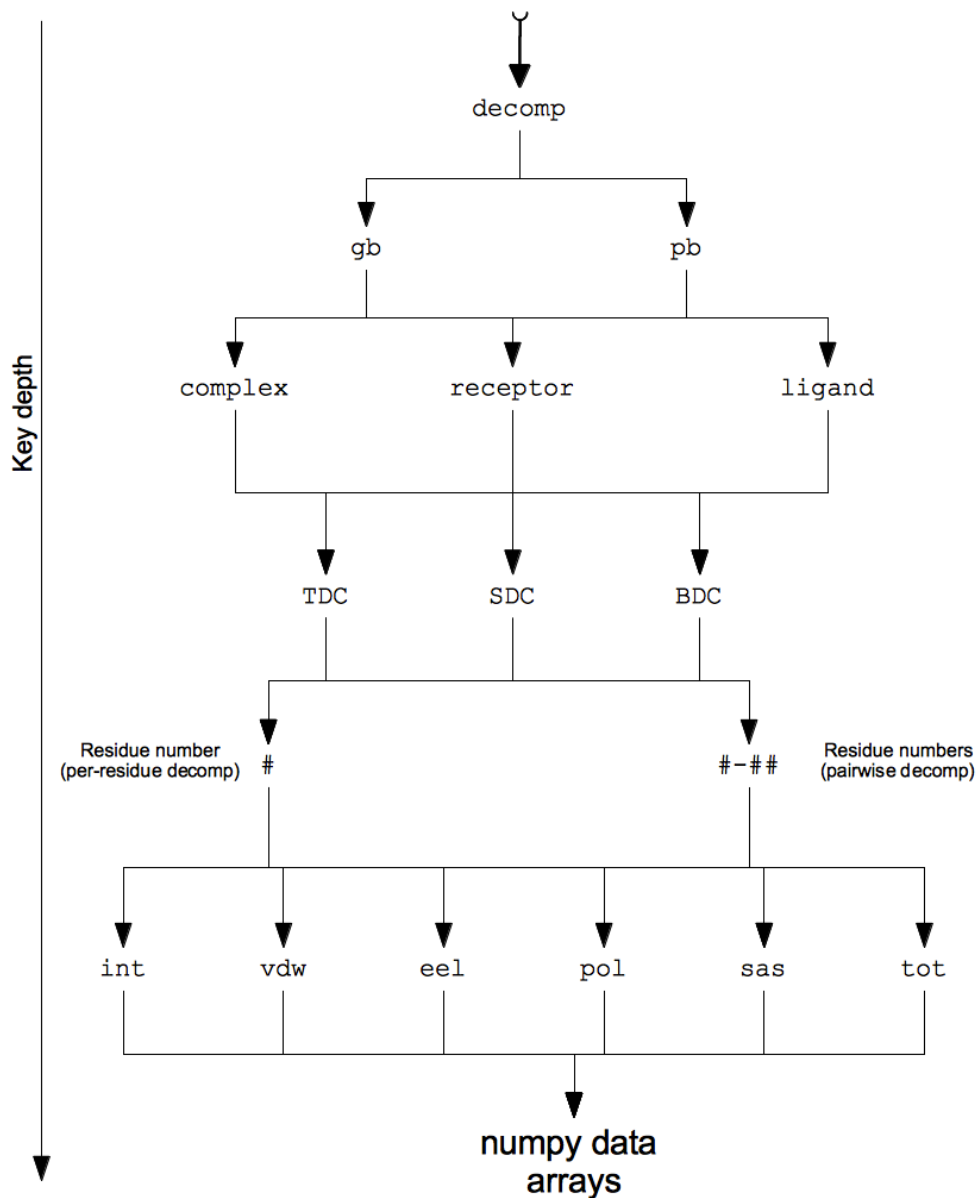 decomp
gb
pb
complex
receptor
ligand
Key depth
TDC
SDC
BDC
Residue number
(per-residue decomp)
#
#-##
Residue numbers
(pairwise decomp)
int
vdw
eel
pol
sas
tot
numpy data
arrays